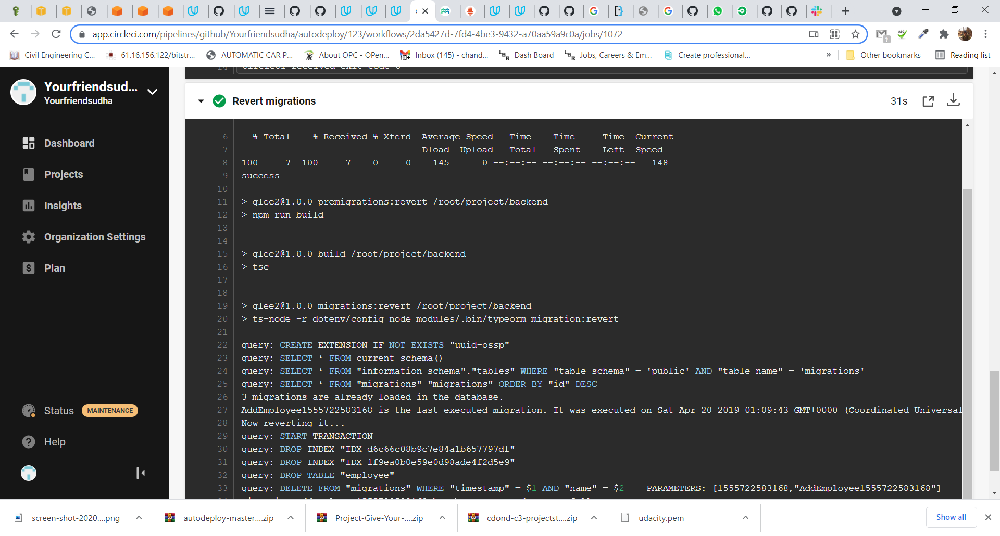 app.circleci.com/pipelines/github/Yourfriendsudha/autodeploy/123/workflows/2da5427d-7fd4-4be3-9432-a70aa59a9c0a/jobs/1072
Civil Engineering C...
61.16.156.122/bitstr...
AUTOMATIC CAR P...
About OPC - OPen...
Inbox (145) - chand...
Dash Board
Jobs, Careers & Em...
Create professional...
»
Other bookmarks
Reading list
Yourfriendsud...
Yourfriendsudha
Dashboard
Projects
Insights
Organization Settings
Plan
Status MAINTENANCE
Help
14 CircleCI received exit code 0
Revert migrations 31s
6 % Total % Received % Xferd Average Speed Time Time Time Current
7 Dload Upload Total Spent Left Speed
8 100 7 100 7 0 0 145 0 --:--:-- --:--:-- --:--:-- 148
9 success
10
11 > glee2@1.0.0 premigrations:revert /root/project/backend
12 > npm run build
13
14
15 > glee2@1.0.0 build /root/project/backend
16 > tsc
17
18
19 > glee2@1.0.0 migrations:revert /root/project/backend
20 > ts-node -r dotenv/config node_modules/.bin/typeorm migration:revert
21
22 query: CREATE EXTENSION IF NOT EXISTS "uuid-ossp"
23 query: SELECT * FROM current_schema()
24 query: SELECT * FROM "information_schema"."tables" WHERE "table_schema" = 'public' AND "table_name" = 'migrations'
25 query: SELECT * FROM "migrations" "migrations" ORDER BY "id" DESC
26 3 migrations are already loaded in the database.
27 AddEmployee1555722583168 is the last executed migration. It was executed on Sat Apr 20 2019 01:09:43 GMT+0000 (Coordinated Universal
28 Now reverting it...
29 query: START TRANSACTION
30 query: DROP INDEX "IDX_d6c66c08b9c7e84a1b657797df"
31 query: DROP INDEX "IDX_1f9ea0b0e59e0d98ade4f2d5e9"
32 query: DROP TABLE "employee"
33 query: DELETE FROM "migrations" WHERE "timestamp" = $1 AND "name" = $2 -- PARAMETERS: [1555722583168,"AddEmployee1555722583168"]
screen-shot-2020....png
autodeploy-master....zip
Project-Give-Your-....zip
cdond-c3-projectst....zip
udacity.pem
Show all